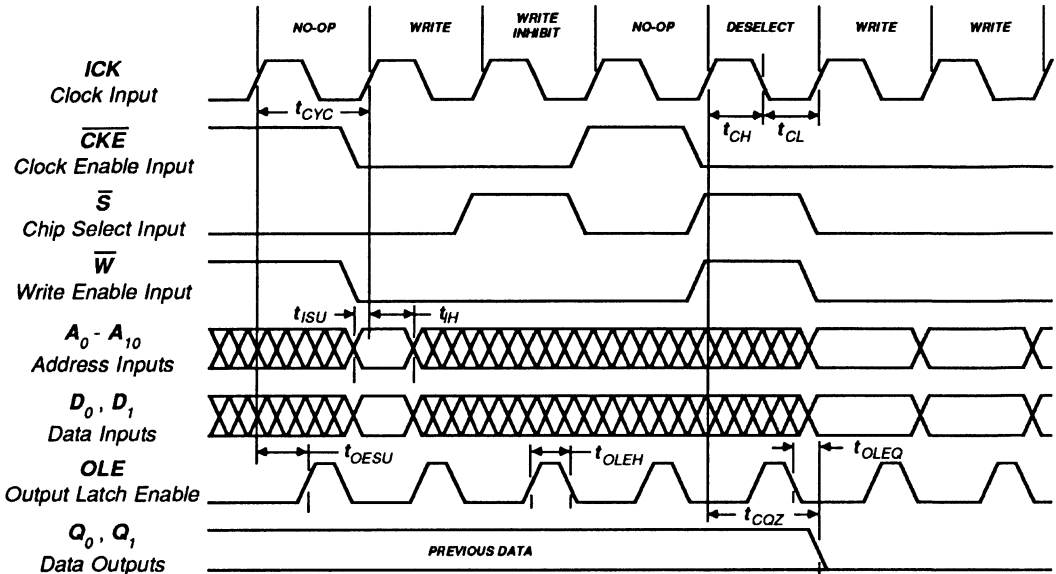 NO-OP WRITE WRITE INHIBIT NO-OP DESELECT WRITE WRITE
ICK
Clock Input
tCYC tCH tCL
CKE
Clock Enable Input
S
Chip Select Input
W
Write Enable Input
tISU tIH
A0 - A10
Address Inputs
D0 , D1
Data Inputs
tOESU tOLEH tOLEQ
OLE
Output Latch Enable
tCQZ
Q0 , Q1
Data Outputs
PREVIOUS DATA